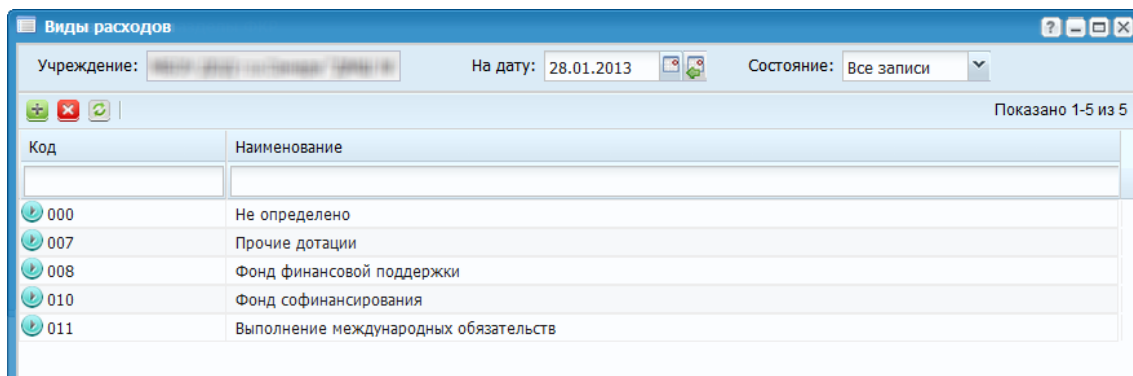 Виды расходов
Учреждение: На дату: 28.01.2013 Состояние: Все записи
Показано 1-5 из 5
Код Наименование
000 Не определено
007 Прочие дотации
008 Фонд финансовой поддержки
010 Фонд софинансирования
011 Выполнение международных обязательств